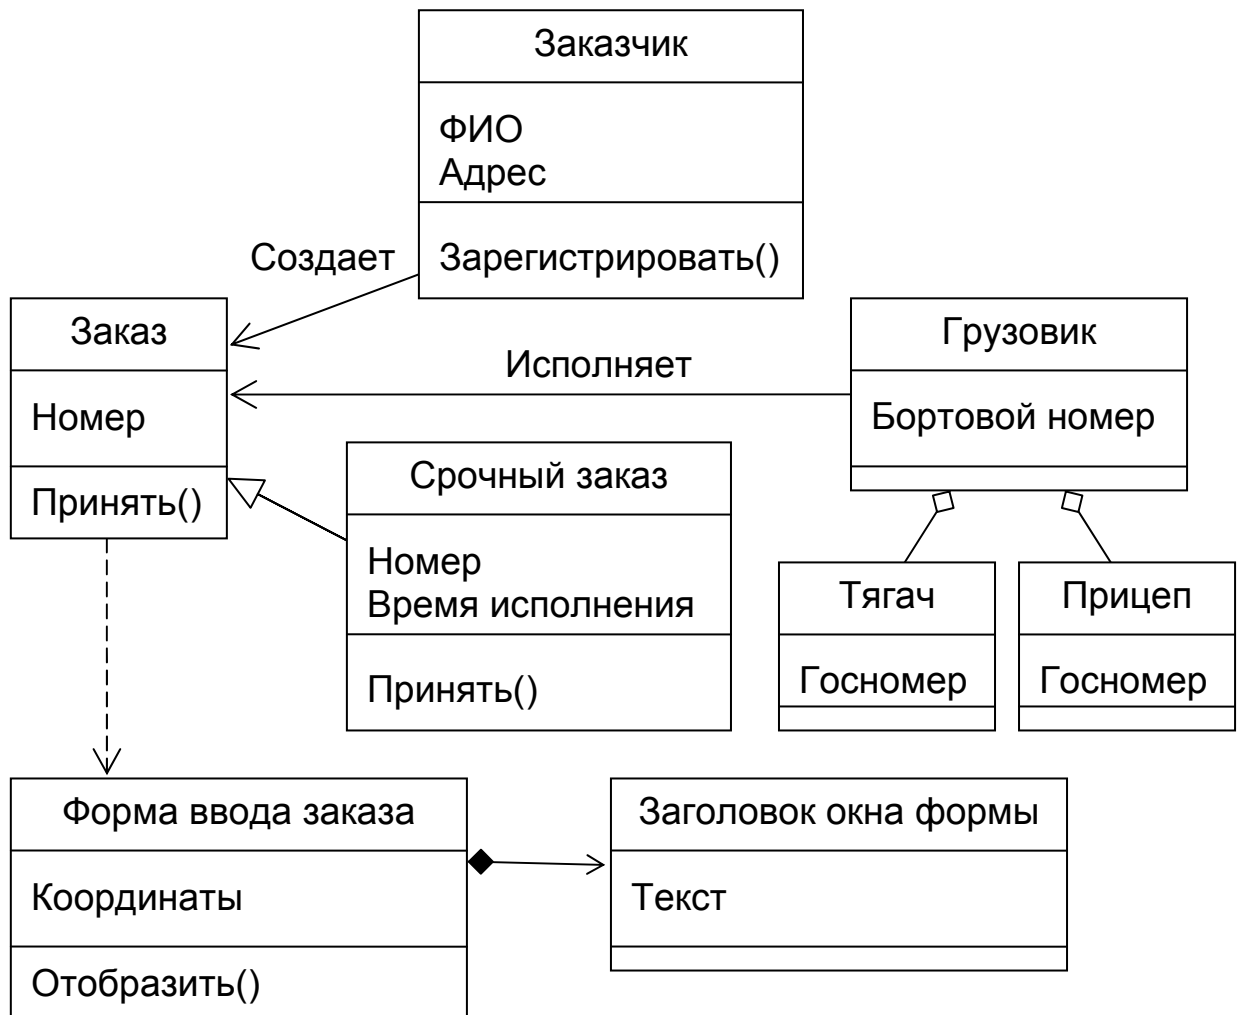 Заказчик
ФИО
Адрес
Зарегистрировать()
Создает
Заказ
Номер
Принять()
Исполняет
Грузовик
Бортовой номер
Срочный заказ
Номер
Время исполнения
Принять()
Тягач
Госномер
Прицеп
Госномер
Форма ввода заказа
Координаты
Отобразить()
Заголовок окна формы
Текст